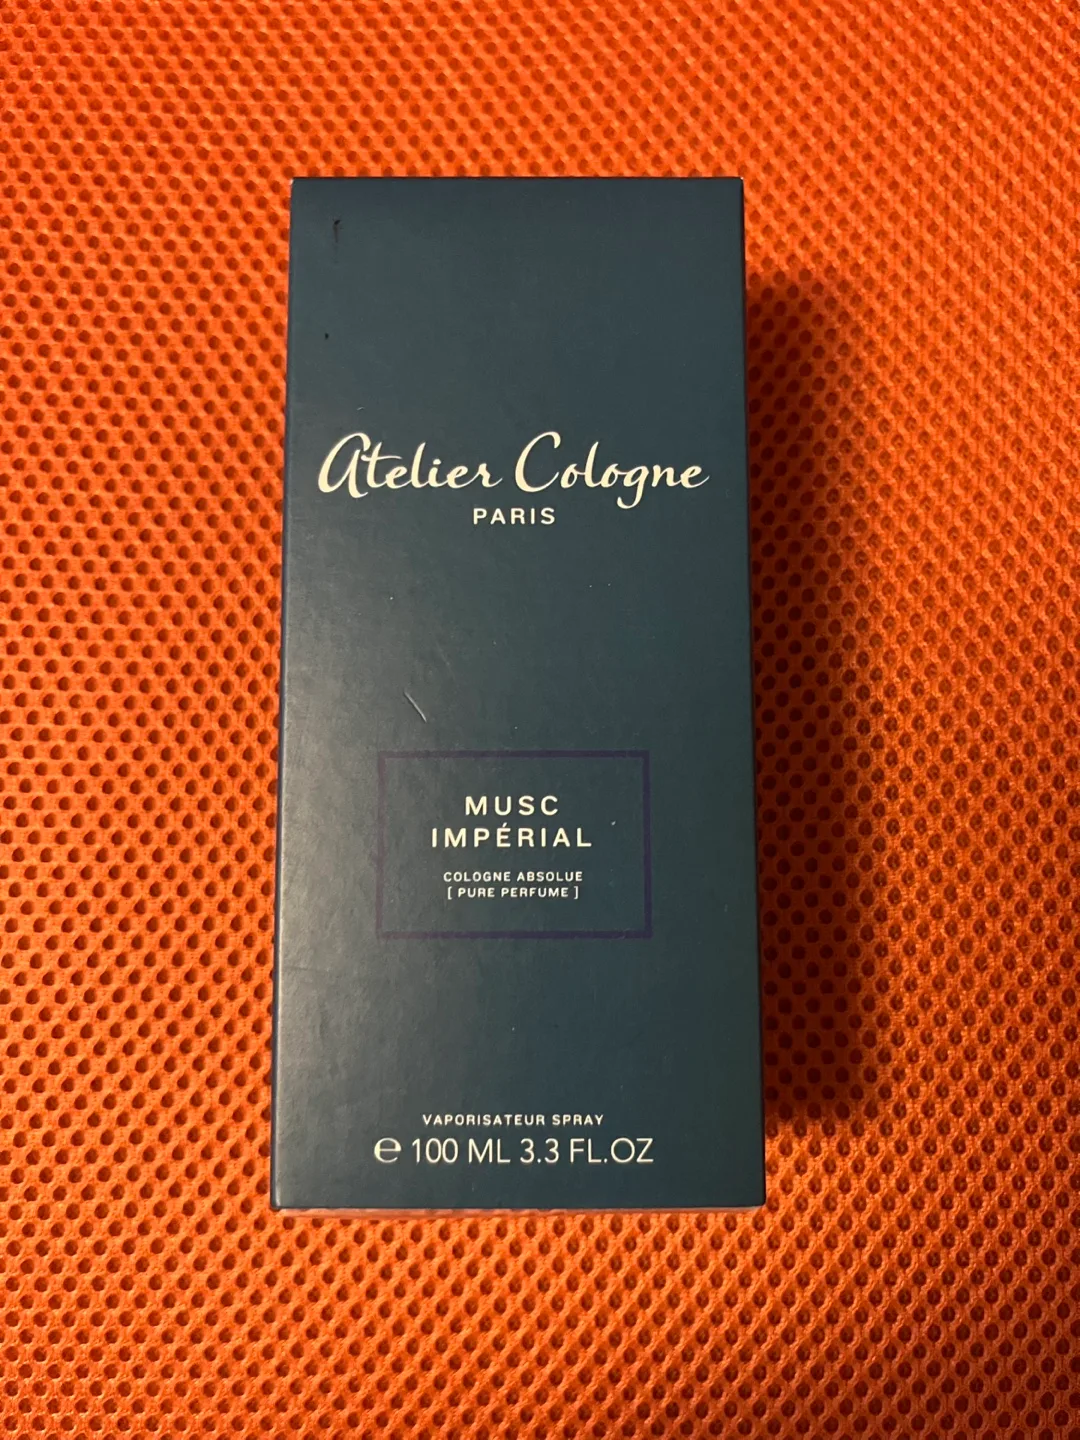 Atelier Cologne
PARIS
MUSC
IMPÉRIAL
COLOGNE ABSOLUE
[ PURE PERFUME ]
VAPORISATEUR SPRAY
℮ 100 ML 3.3 FL.OZ